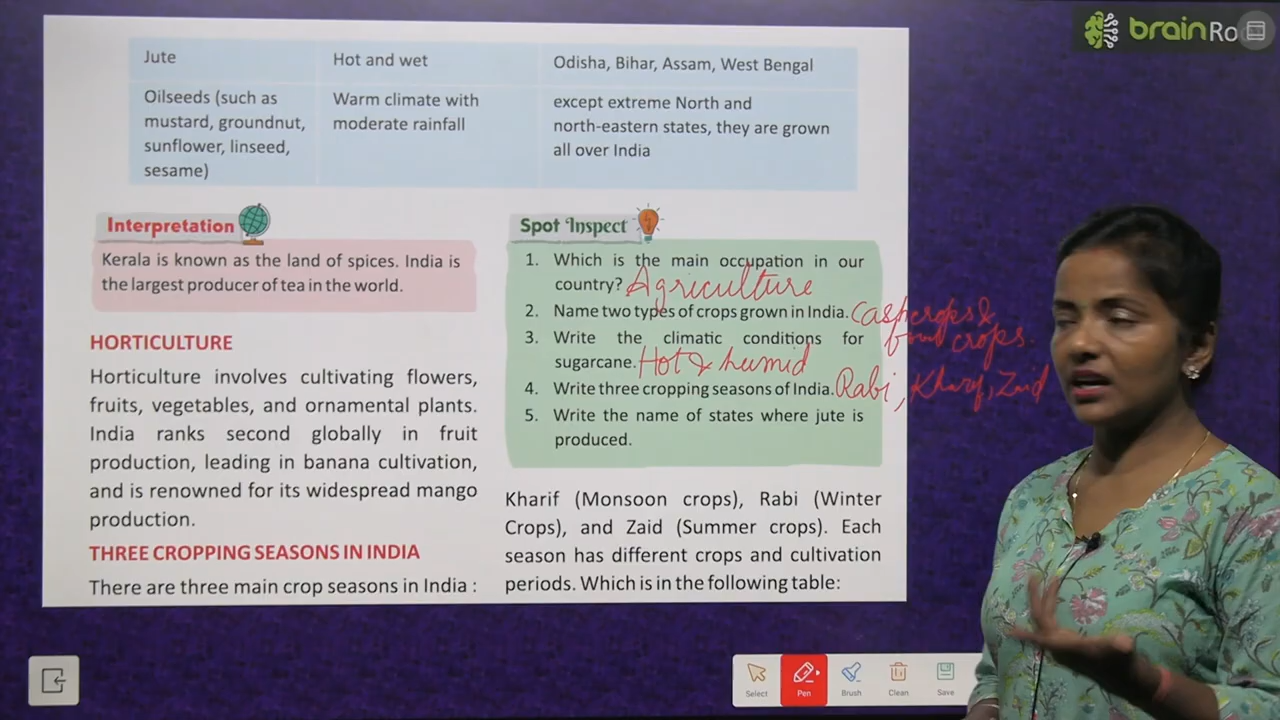 brainRo
Jute Hot and wet Odisha, Bihar, Assam, West Bengal
Oilseeds (such as Warm climate with except extreme North and
mustard, groundnut, moderate rainfall north-eastern states, they are grown
sunflower, linseed, all over India
sesame)
Interpretation
Kerala is known as the land of spices. India is
the largest producer of tea in the world.
HORTICULTURE
Horticulture involves cultivating flowers,
fruits, vegetables, and ornamental plants.
India ranks second globally in fruit
production, leading in banana cultivation,
and is renowned for its widespread mango
production.
THREE CROPPING SEASONS IN INDIA
There are three main crop seasons in India :
Spot Inspect
1. Which is the main occupation in our
country? Agriculture
2. Name two types of crops grown in India. Cash crops &
food crops.
3. Write the climatic conditions for
sugarcane. Hot & humid
4. Write three cropping seasons of India. Rabi, Kharif, Zaid
5. Write the name of states where jute is
produced.
Kharif (Monsoon crops), Rabi (Winter
Crops), and Zaid (Summer crops). Each
season has different crops and cultivation
periods. Which is in the following table:
Select Pen Brush Clean Save